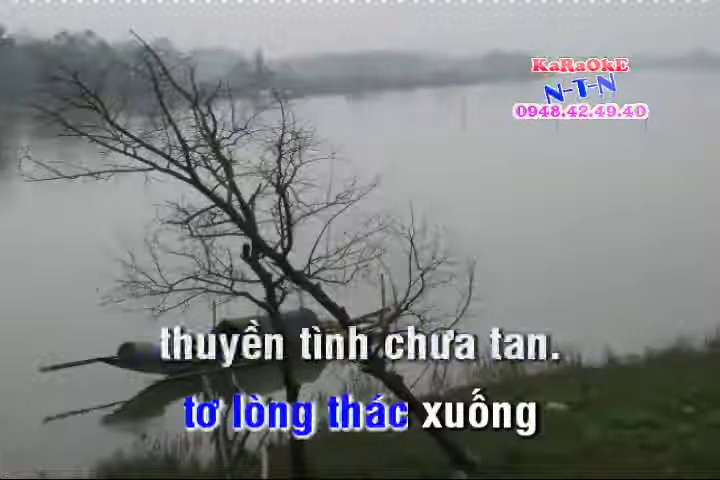 KaRaOkE
N-T-N
0948.42.49.40
thuyền tình chưa tan.
tơ lòng thác xuống